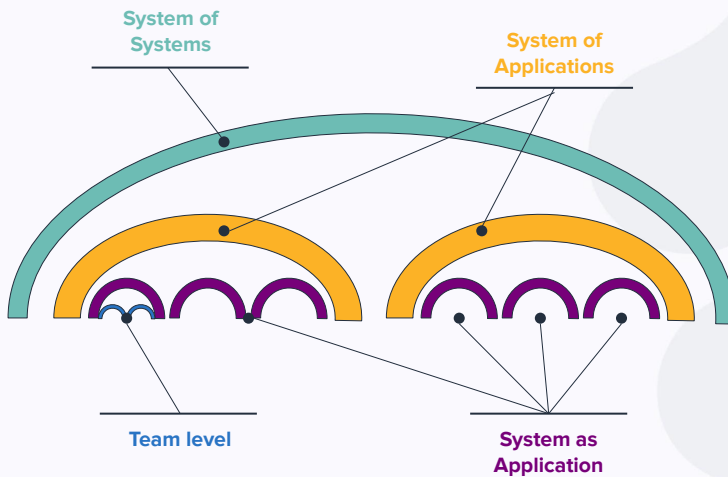 System of
Systems
System of
Applications
Team level
System as
Application